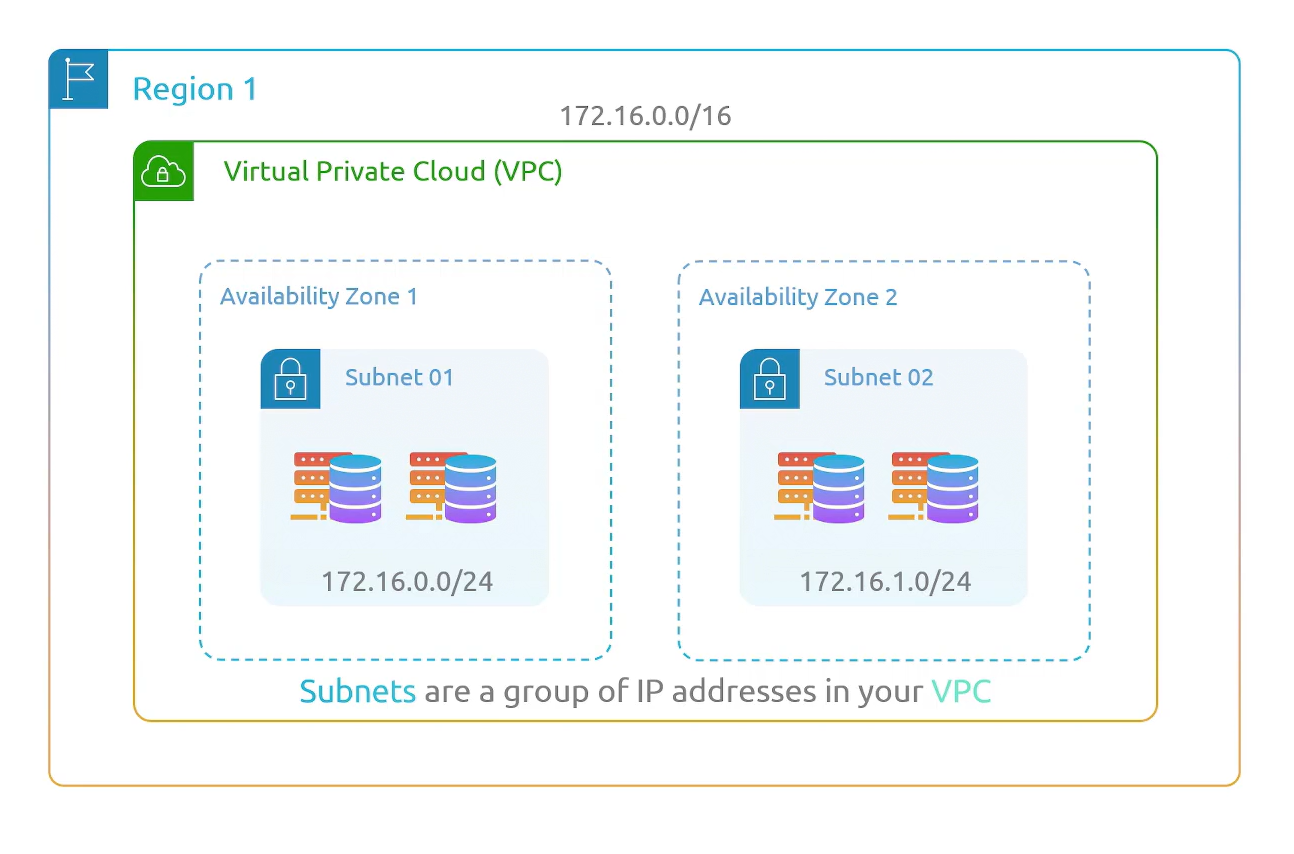 Region 1
172.16.0.0/16
Virtual Private Cloud (VPC)
Availability Zone 1
Availability Zone 2
Subnet 01
Subnet 02
172.16.0.0/24
172.16.1.0/24
Subnets are a group of IP addresses in your VPC